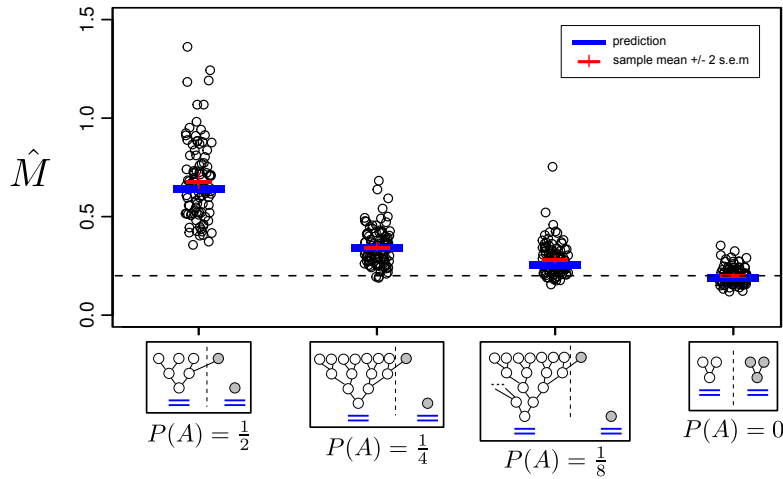 1.5
prediction
sample mean +/- 2 s.e.m
1.0
M̂
0.5
0.0
P(A) = 1/2
P(A) = 1/4
P(A) = 1/8
P(A) = 0